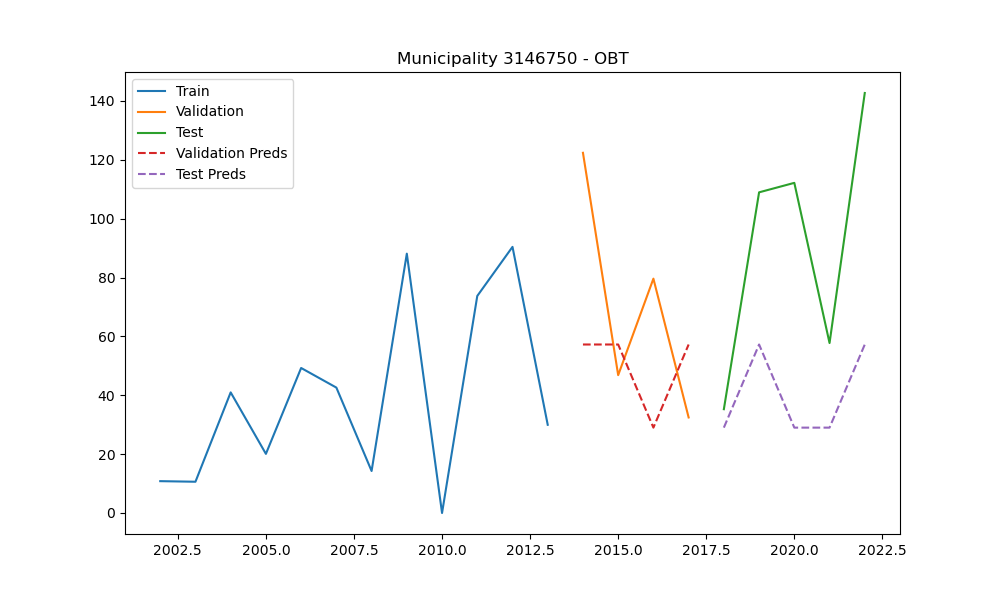 Municipality 3146750 - OBT
Train
Validation
Test
Validation Preds
Test Preds
140
120
100
80
60
40
20
0
2002.5 2005.0 2007.5 2010.0 2012.5 2015.0 2017.5 2020.0 2022.5